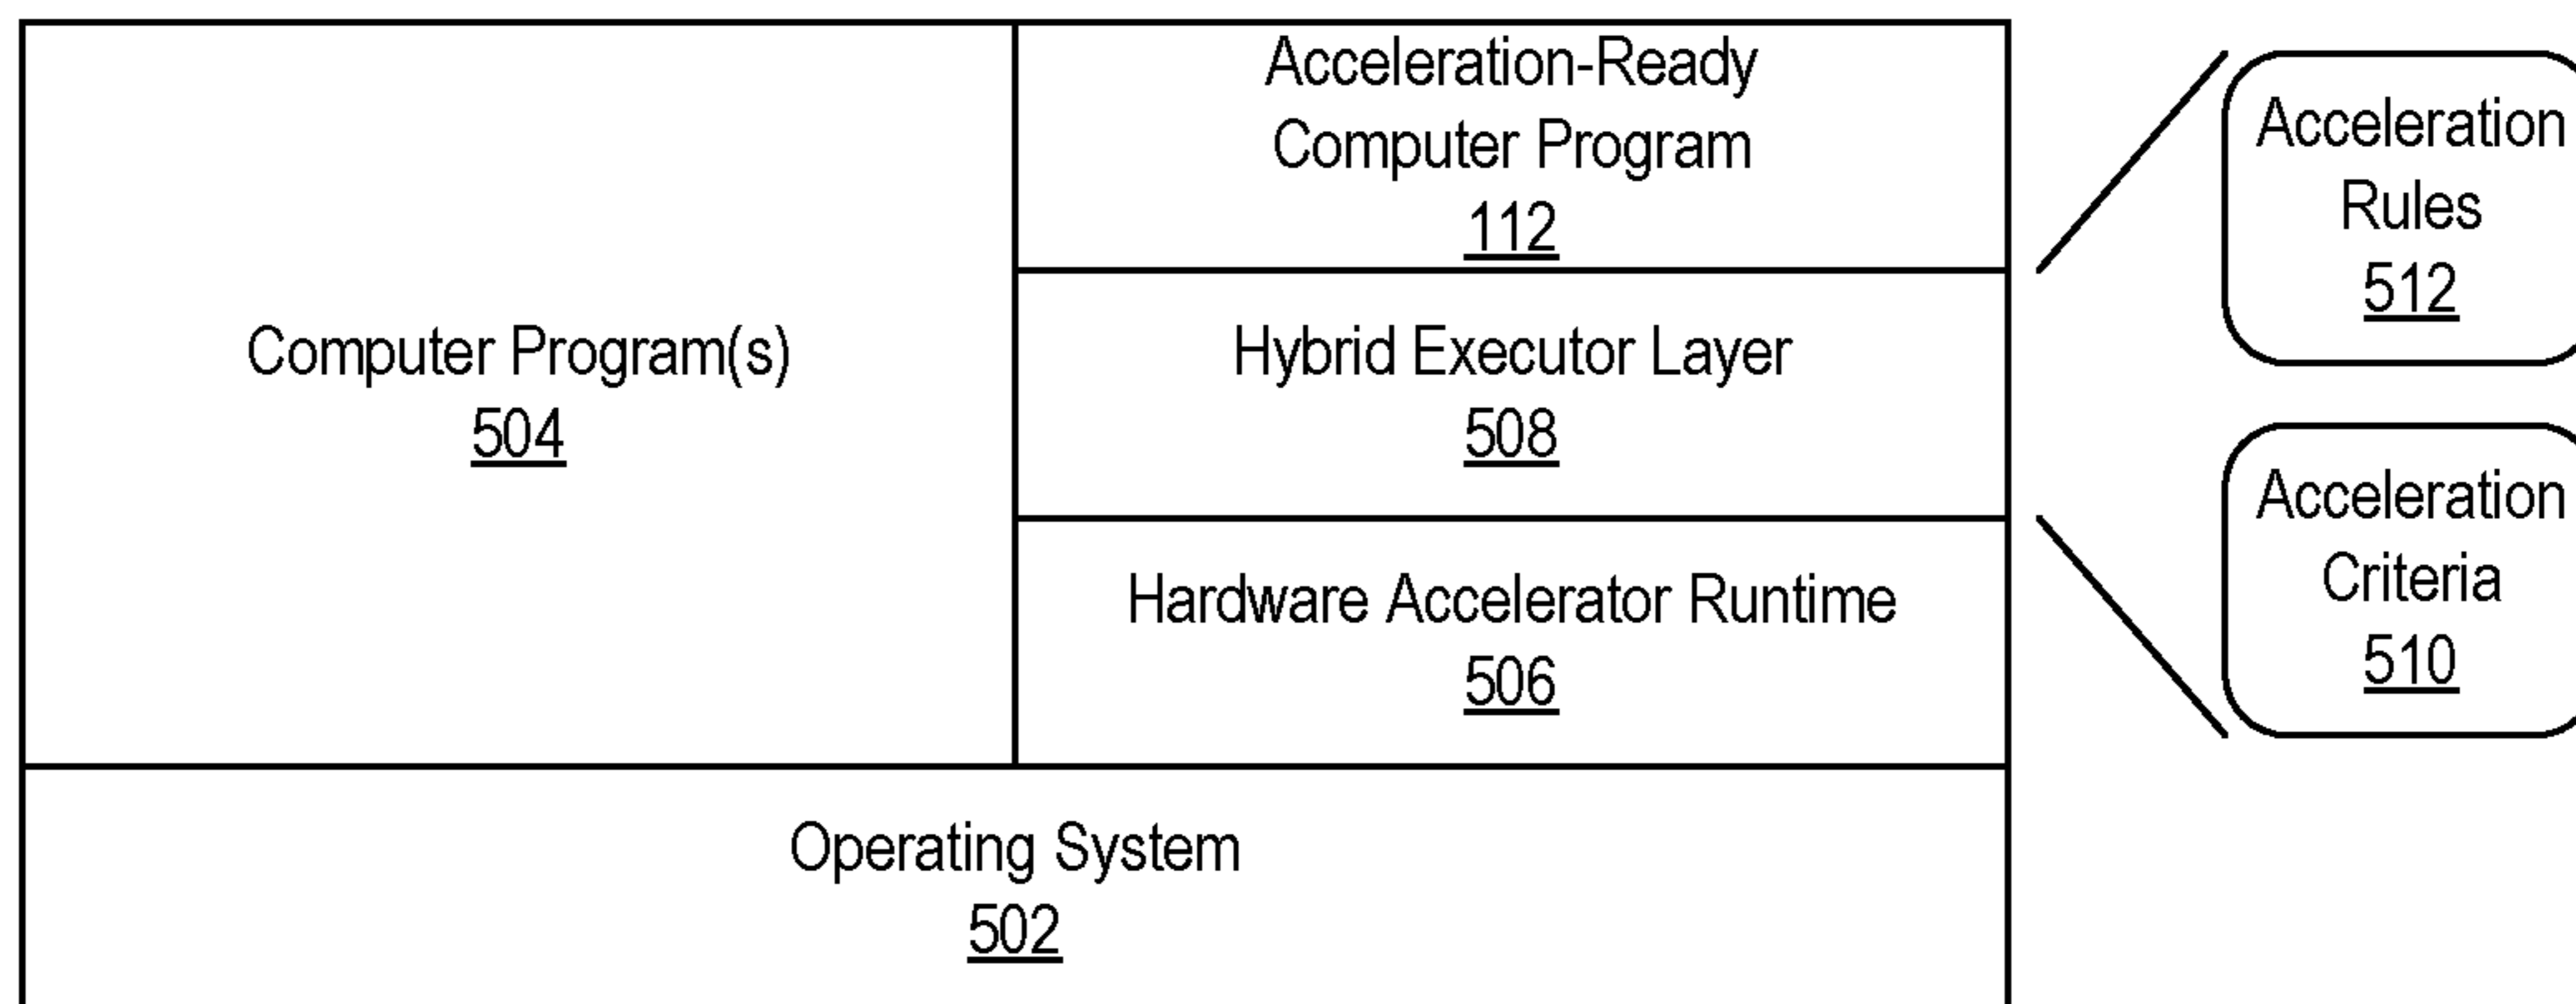 Acceleration-Ready
Computer Program
112
Computer Program(s)
504
Hybrid Executor Layer
508
Hardware Accelerator Runtime
506
Operating System
502
Acceleration
Rules
512
Acceleration
Criteria
510